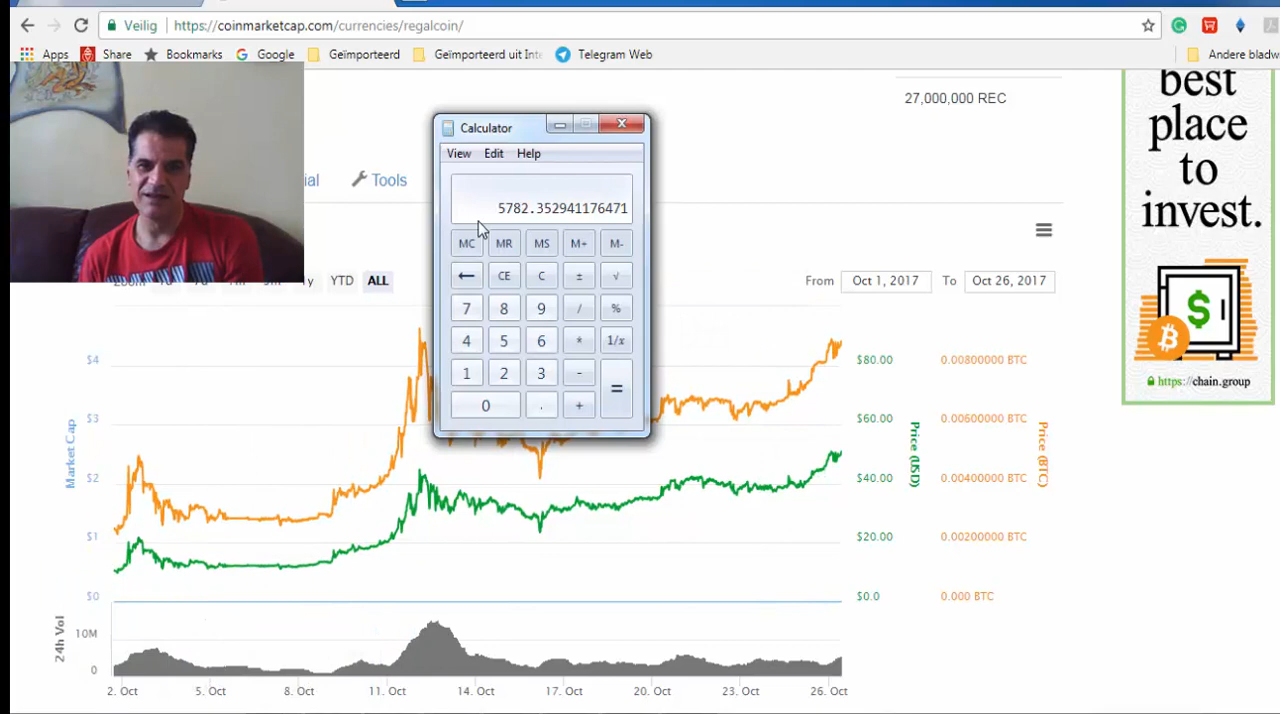 Veilig
https://coinmarketcap.com/currencies/regalcoin/
Apps Share Bookmarks Google Geïmporteerd Geïmporteerd uit Int Telegram Web Andere bladw
27,000,000 REC
Tools
YTD ALL
From Oct 1, 2017 To Oct 26, 2017
Calculator
View Edit Help
5782.352941176471
MC MR MS M+ M-
← CE C ± √
7 8 9 / %
4 5 6 * 1/x
1 2 3 - =
0 . +
Market Cap
$4
$3
$2
$1
$0
$80.00
$60.00
$40.00
$20.00
$0.0
Price (USD)
0.00800000 BTC
0.00600000 BTC
0.00400000 BTC
0.00200000 BTC
0.000 BTC
Price (BTC)
24h Vol
10M
0
2. Oct 5. Oct 8. Oct 11. Oct 14. Oct 17. Oct 20. Oct 23. Oct 26. Oct
best
place
to
invest.
$
https://chain.group